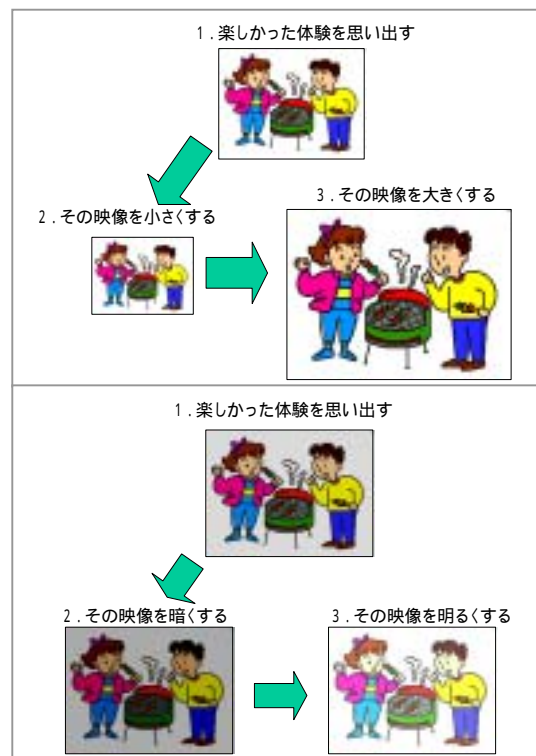 1．楽しかった体験を思い出す
2．その映像を小さくする
3．その映像を大きくする
1．楽しかった体験を思い出す
2．その映像を暗くする
3．その映像を明るくする